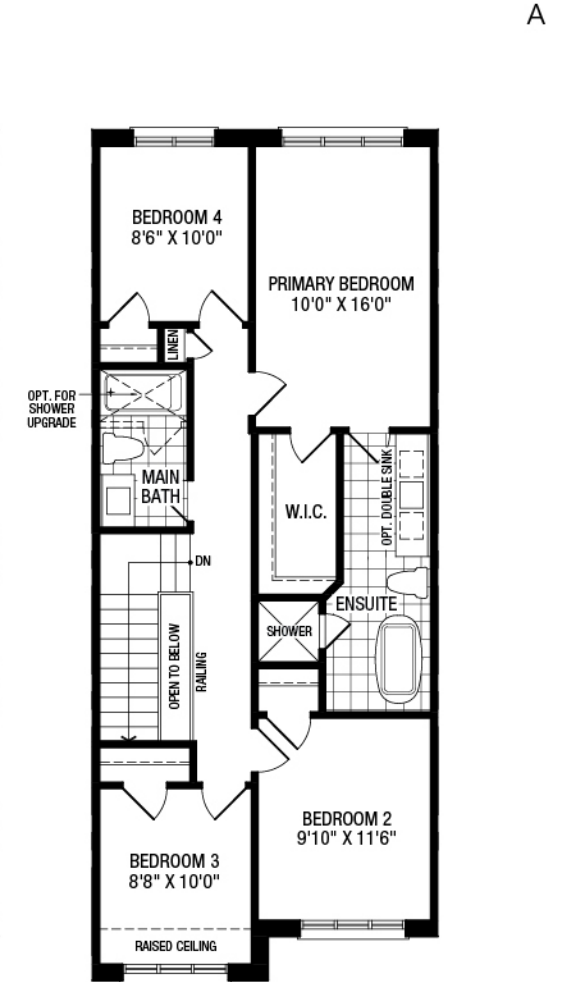 A
BEDROOM 4
8'6" X 10'0"
PRIMARY BEDROOM
10'0" X 16'0"
LINEN
OPT. FOR
SHOWER
UPGRADE
MAIN
BATH
W.I.C.
OPT. DOUBLE SINK
DN
ENSUITE
SHOWER
OPEN TO BELOW
RAILING
BEDROOM 2
9'10" X 11'6"
BEDROOM 3
8'8" X 10'0"
RAISED CEILING